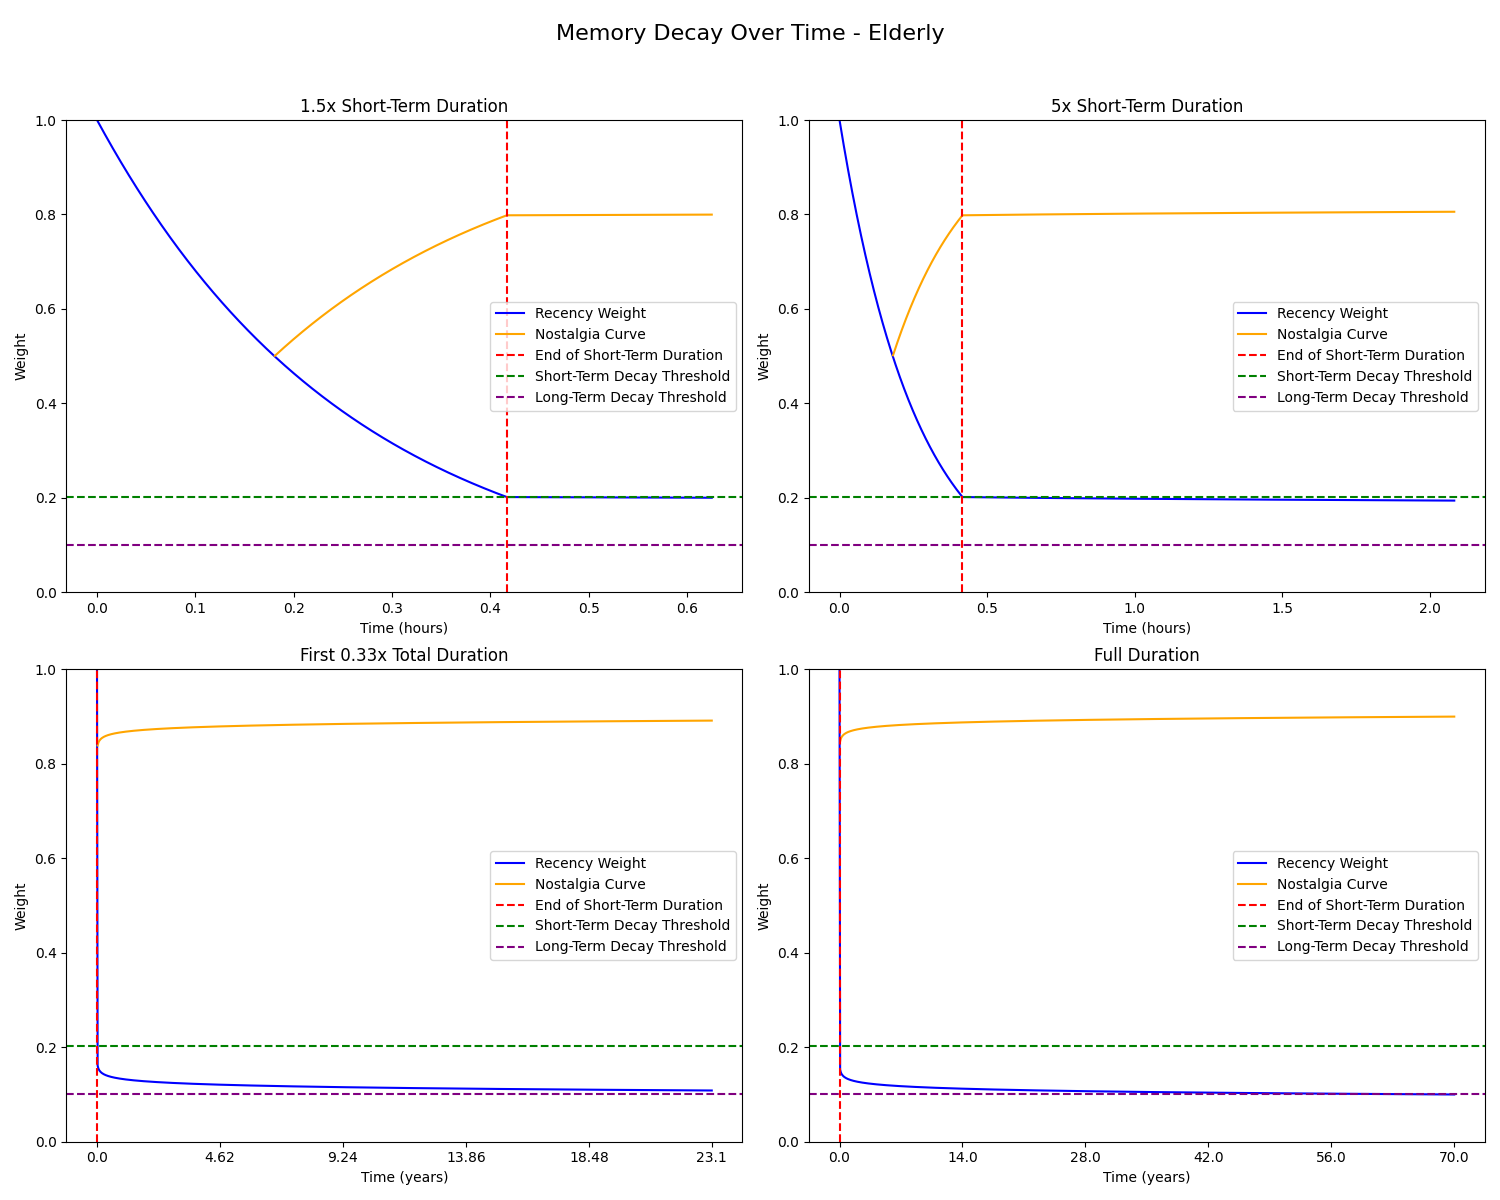 Memory Decay Over Time - Elderly
1.5x Short-Term Duration
1.0
0.8
0.6
0.4
0.2
0.0
Weight
Recency Weight
Nostalgia Curve
End of Short-Term Duration
Short-Term Decay Threshold
Long-Term Decay Threshold
0.0 0.1 0.2 0.3 0.4 0.5 0.6
Time (hours)
5x Short-Term Duration
1.0
0.8
0.6
0.4
0.2
0.0
Weight
Recency Weight
Nostalgia Curve
End of Short-Term Duration
Short-Term Decay Threshold
Long-Term Decay Threshold
0.0 0.5 1.0 1.5 2.0
Time (hours)
First 0.33x Total Duration
1.0
0.8
0.6
0.4
0.2
0.0
Weight
Recency Weight
Nostalgia Curve
End of Short-Term Duration
Short-Term Decay Threshold
Long-Term Decay Threshold
0.0 4.62 9.24 13.86 18.48 23.1
Time (years)
Full Duration
1.0
0.8
0.6
0.4
0.2
0.0
Weight
Recency Weight
Nostalgia Curve
End of Short-Term Duration
Short-Term Decay Threshold
Long-Term Decay Threshold
0.0 14.0 28.0 42.0 56.0 70.0
Time (years)